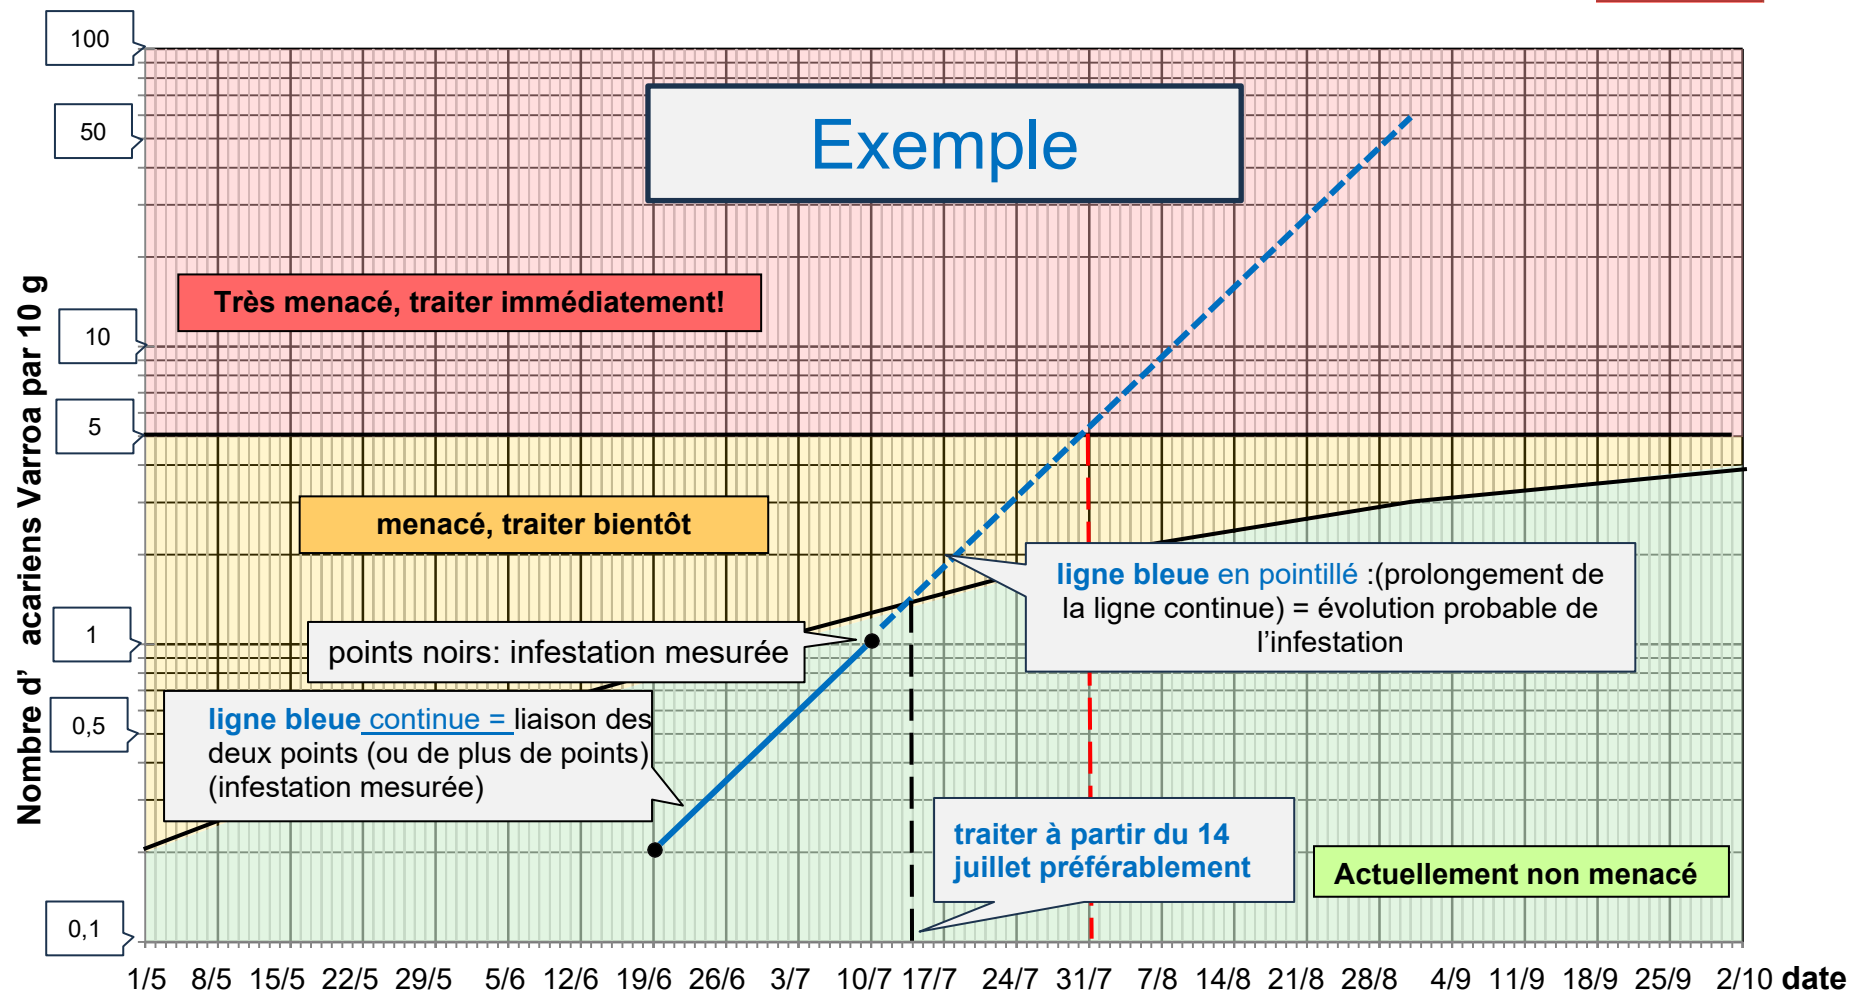 100
50
10
5
1
0,5
0,1
Nombre d' acariens Varroa par 10 g
Exemple
Très menacé, traiter immédiatement!
menacé, traiter bientôt
points noirs: infestation mesurée
ligne bleue continue = liaison des
deux points (ou de plus de points)
(infestation mesurée)
ligne bleue en pointillé :(prolongement de
la ligne continue) = évolution probable de
l’infestation
traiter à partir du 14
juillet préférablement
Actuellement non menacé
1/5 8/5 15/5 22/5 29/5 5/6 12/6 19/6 26/6 3/7 10/7 17/7 24/7 31/7 7/8 14/8 21/8 28/8 4/9 11/9 18/9 25/9 2/10 date